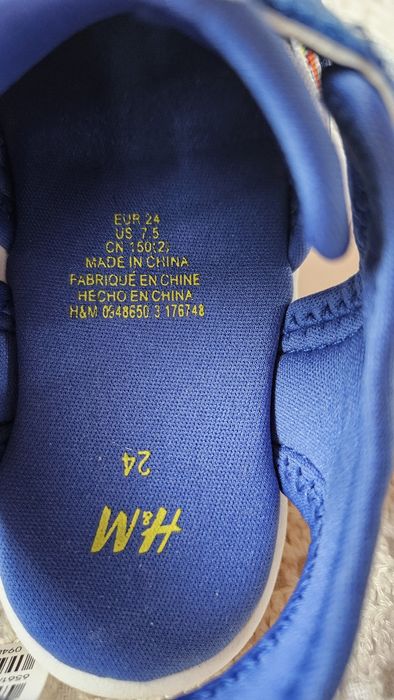 EUR 24
US 7.5
CN 150(2)
MADE IN CHINA
FABRIQUÉ EN CHINE
HECHO EN CHINA
H&M 0948650 3 176748
24
H&M